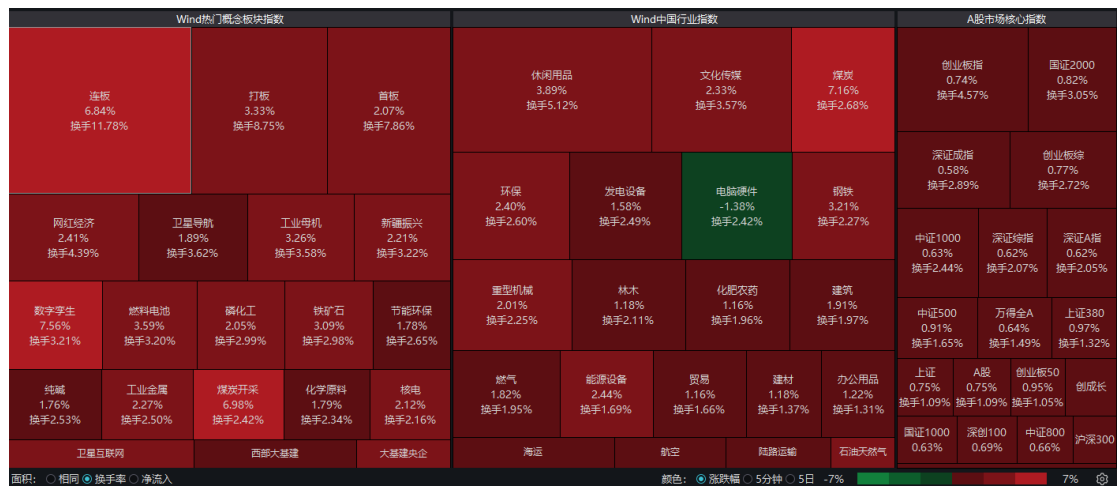 Wind热门概念板块指数
连板
6.84%
换手11.78%
打板
3.33%
换手8.75%
首板
2.07%
换手7.86%
网红经济
2.41%
换手4.39%
卫星导航
1.89%
换手3.62%
工业母机
3.26%
换手3.58%
新疆振兴
2.21%
换手3.22%
数字孪生
7.56%
换手3.21%
燃料电池
3.59%
换手3.20%
磷化工
2.05%
换手2.99%
铁矿石
3.09%
换手2.98%
节能环保
1.78%
换手2.65%
纯碱
1.76%
换手2.53%
工业金属
2.27%
换手2.50%
煤炭开采
6.98%
换手2.42%
化学原料
1.79%
换手2.34%
核电
2.12%
换手2.16%
卫星互联网
西部大基建
大基建央企
Wind中国行业指数
休闲用品
3.89%
换手5.12%
文化传媒
2.33%
换手3.57%
煤炭
7.16%
换手2.68%
环保
2.40%
换手2.60%
发电设备
1.58%
换手2.49%
电脑硬件
-1.38%
换手2.42%
钢铁
3.21%
换手2.27%
重型机械
2.01%
换手2.25%
林木
1.18%
换手2.11%
化肥农药
1.16%
换手1.96%
建筑
1.91%
换手1.97%
燃气
1.82%
换手1.95%
能源设备
2.44%
换手1.69%
贸易
1.16%
换手1.66%
建材
1.18%
换手1.37%
办公用品
1.22%
换手1.31%
海运
航空
陆路运输
石油天然气
A股市场核心指数
创业板指
0.74%
换手4.57%
国证2000
0.82%
换手3.05%
深证成指
0.58%
换手2.89%
创业板综
0.77%
换手2.72%
中证1000
0.63%
换手2.44%
深证综指
0.62%
换手2.07%
深证A指
0.62%
换手2.05%
中证500
0.91%
换手1.65%
万得全A
0.64%
换手1.49%
上证380
0.97%
换手1.32%
上证
0.75%
换手1.09%
A股
0.75%
换手1.09%
创业板50
0.95%
换手1.05%
创成长
国证1000
0.63%
深创100
0.69%
中证800
0.66%
沪深300
面积： 相同 换手率 净流入
颜色： 涨跌幅 5分钟 5日 -7% 7%